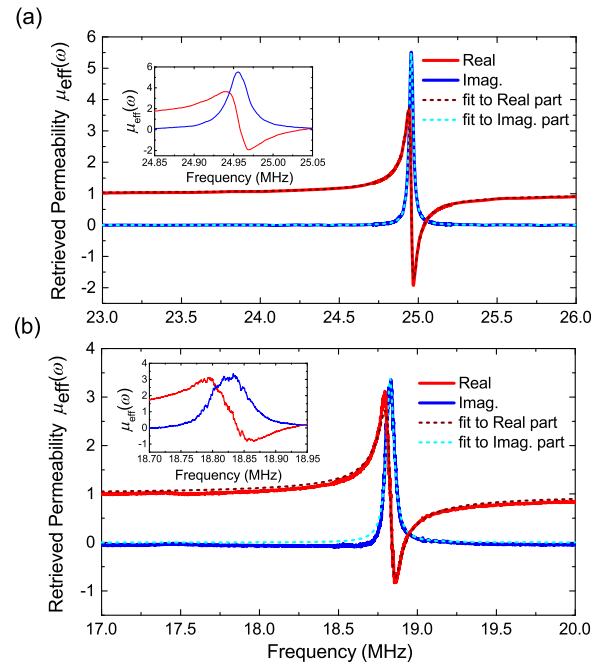 (a)
Retrieved Permeability μeff(ω)
6
5
4
3
2
1
0
-1
-2
23.0 23.5 24.0 24.5 25.0 25.5 26.0
Real
Imag.
fit to Real part
fit to Imag. part
μeff(ω)
6
4
2
0
-2
24.85 24.90 24.95 25.00 25.05
Frequency (MHz)
(b)
Retrieved Permeability μeff(ω)
4
3
2
1
0
-1
17.0 17.5 18.0 18.5 19.0 19.5 20.0
Frequency (MHz)
Real
Imag.
fit to Real part
fit to Imag. part
μeff(ω)
4
3
2
1
0
-1
18.70 18.75 18.80 18.85 18.90 18.95
Frequency (MHz)